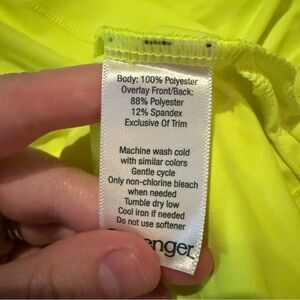 Body: 100% Polyester
Overlay Front/Back:
88% Polyester
12% Spandex
Exclusive Of Trim
Machine wash cold
with similar colors
Gentle cycle
Only non-chlorine bleach
when needed
Tumble dry low
Cool iron if needed
Do not use softener